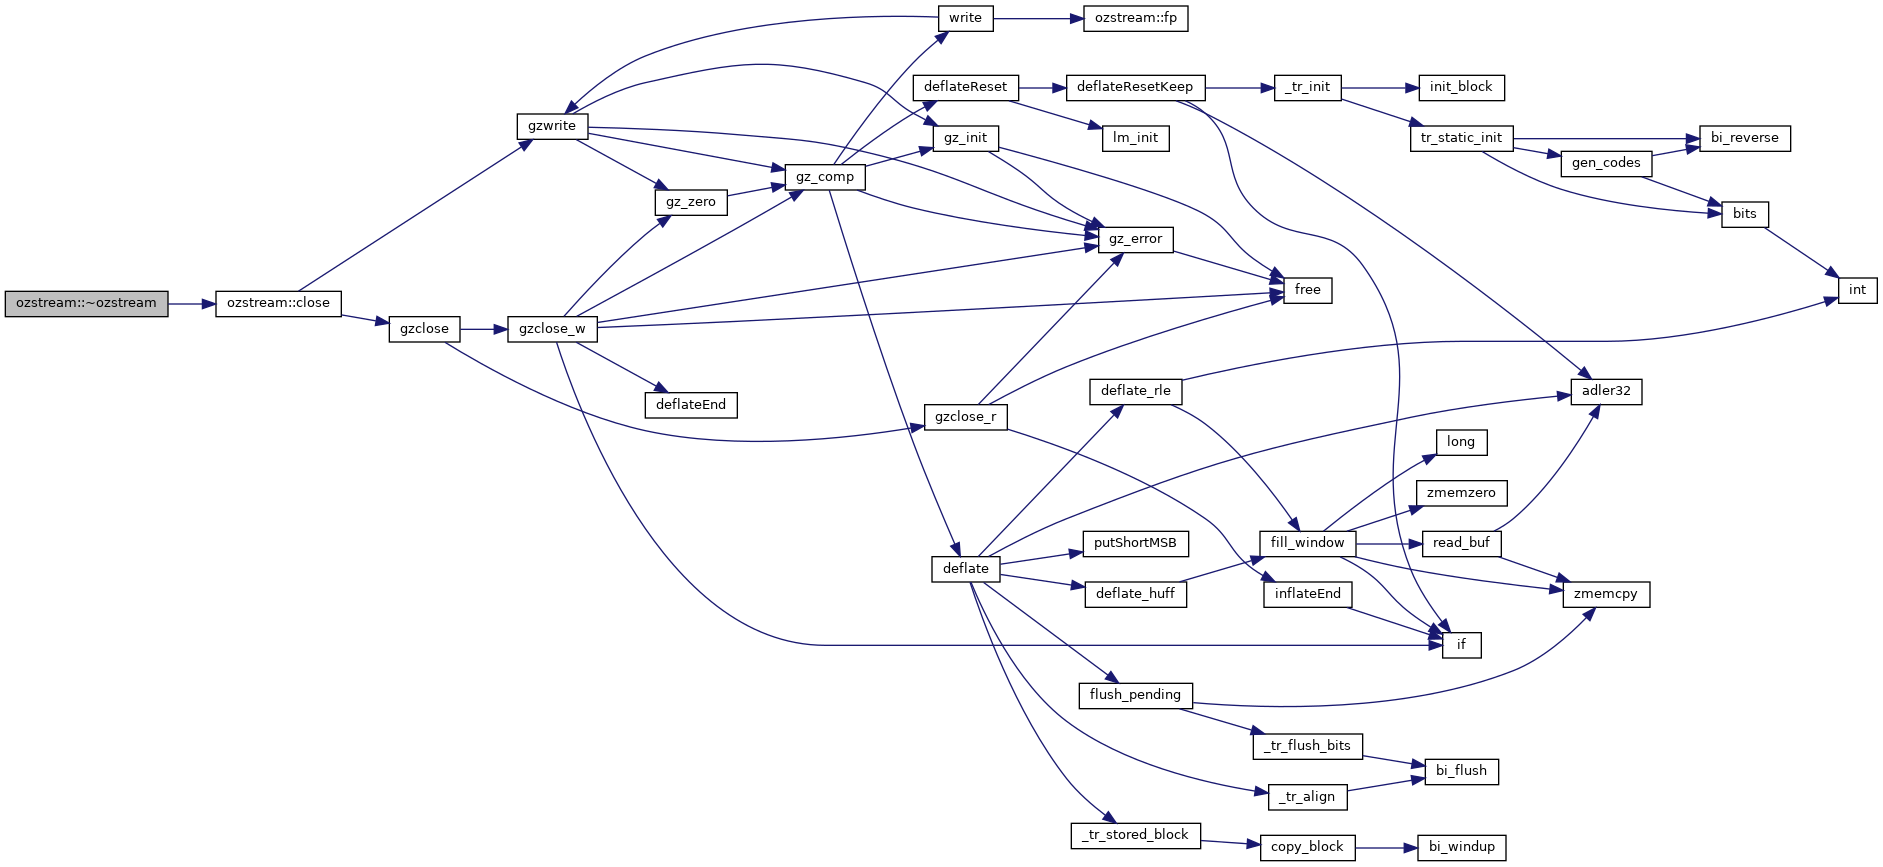 ozstream::~ozstream
ozstream::close
gzwrite
gzclose
gz_zero
gzclose_w
deflateEnd
gz_comp
write
ozstream::fp
deflateReset
deflateResetKeep
_tr_init
init_block
gz_init
lm_init
tr_static_init
bi_reverse
gen_codes
bits
int
gz_error
free
adler32
gzclose_r
deflate_rle
long
zmemzero
fill_window
read_buf
zmemcpy
deflate
putShortMSB
deflate_huff
inflateEnd
if
flush_pending
_tr_flush_bits
bi_flush
_tr_align
_tr_stored_block
copy_block
bi_windup